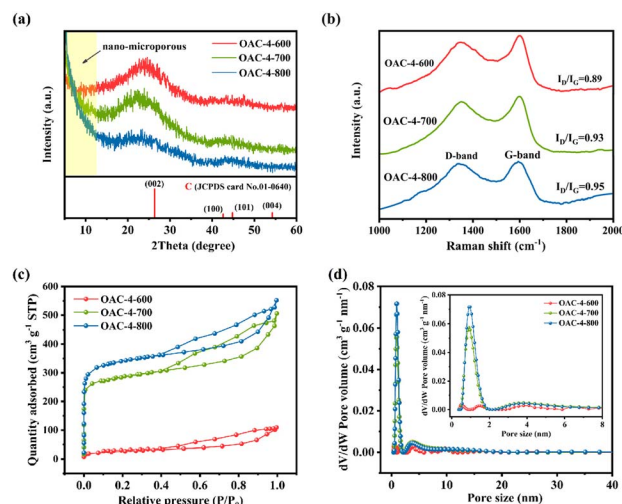 (a)
nano-microporous
OAC-4-600
OAC-4-700
OAC-4-800
Intensity (a.u.)
(002)
C (JCPDS card No.01-0640)
(100)
(101)
(004)
10 20 30 40 50 60
2Theta (degree)
(b)
Intensity (a.u.)
OAC-4-600
I_D/I_G=0.89
OAC-4-700
I_D/I_G=0.93
D-band
G-band
OAC-4-800
I_D/I_G=0.95
1000 1200 1400 1600 1800 2000
Raman shift (cm⁻¹)
(c)
Quantity adsorbed (cm³ g⁻¹ STP)
600
500
400
300
200
100
0
OAC-4-600
OAC-4-700
OAC-4-800
0.0 0.2 0.4 0.6 0.8 1.0
Relative pressure (P/P₀)
(d)
dV/dW Pore volume (cm³ g⁻¹ nm⁻¹)
0.08
0.06
0.04
0.02
0.00
0 10 20 30 40
Pore size (nm)
dV/dW Pore volume (cm³ g⁻¹ nm⁻¹)
0.08
0.06
0.04
0.02
0.00
OAC-4-600
OAC-4-700
OAC-4-800
0 2 4 6 8
Pore size (nm)